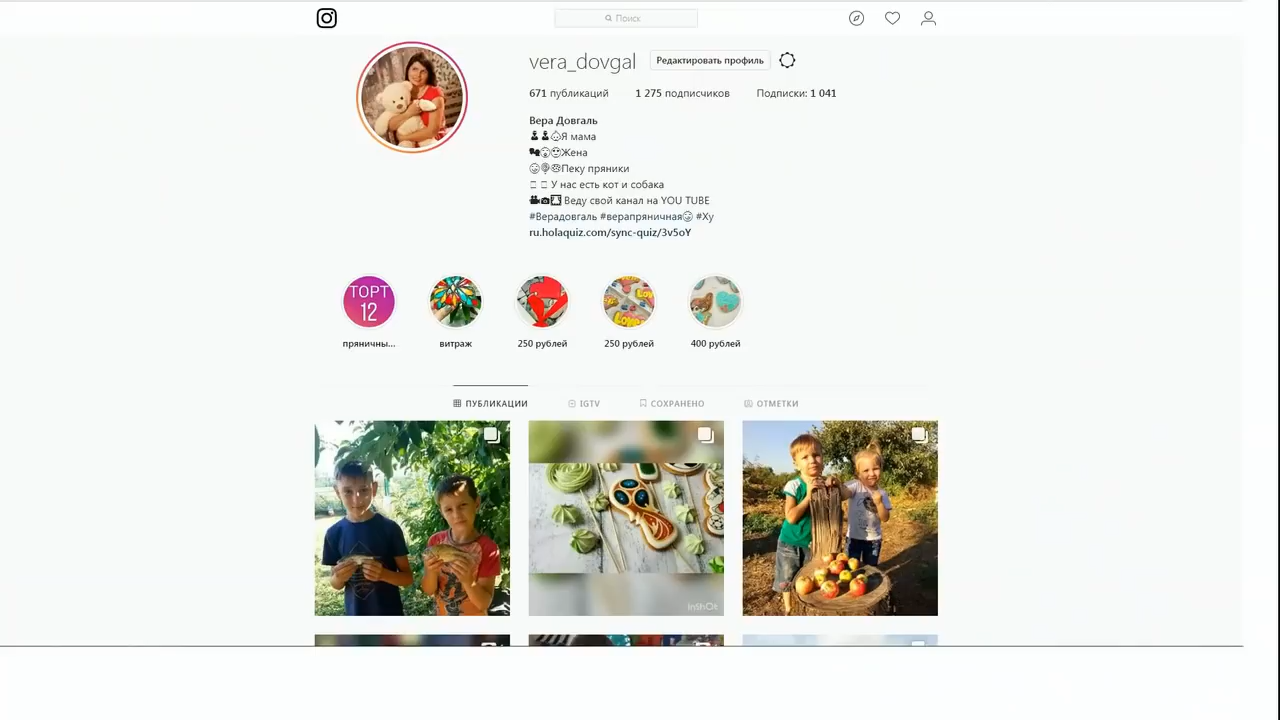 Поиск
vera_dovgal Редактировать профиль
671 публикаций 1 275 подписчиков Подписки: 1 041
Вера Довгаль
Я мама
Жена
Пеку пряники
У нас есть кот и собака
Веду свой канал на YOU TUBE
#Верадовгаль #верапряничная #Ху
ru.holaquiz.com/sync-quiz/3v5oY
ТОРТ
12
Love
пряничны... витраж 250 рублей 250 рублей 400 рублей
ПУБЛИКАЦИИ IGTV СОХРАНЕНО ОТМЕТКИ
InShOt